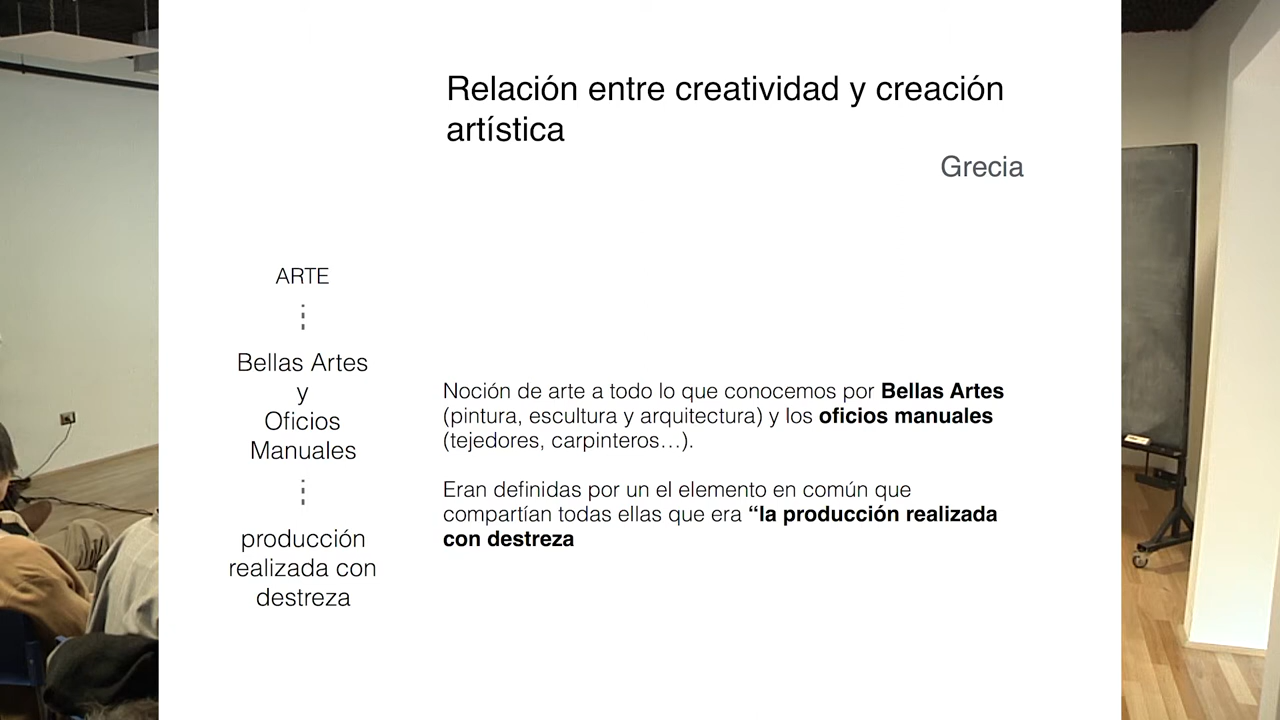 Relación entre creatividad y creación
artística
Grecia
ARTE
Bellas Artes
y
Oficios
Manuales
producción
realizada con
destreza
Noción de arte a todo lo que conocemos por Bellas Artes
(pintura, escultura y arquitectura) y los oficios manuales
(tejedores, carpinteros…).
Eran definidas por un el elemento en común que
compartían todas ellas que era “la producción realizada
con destreza